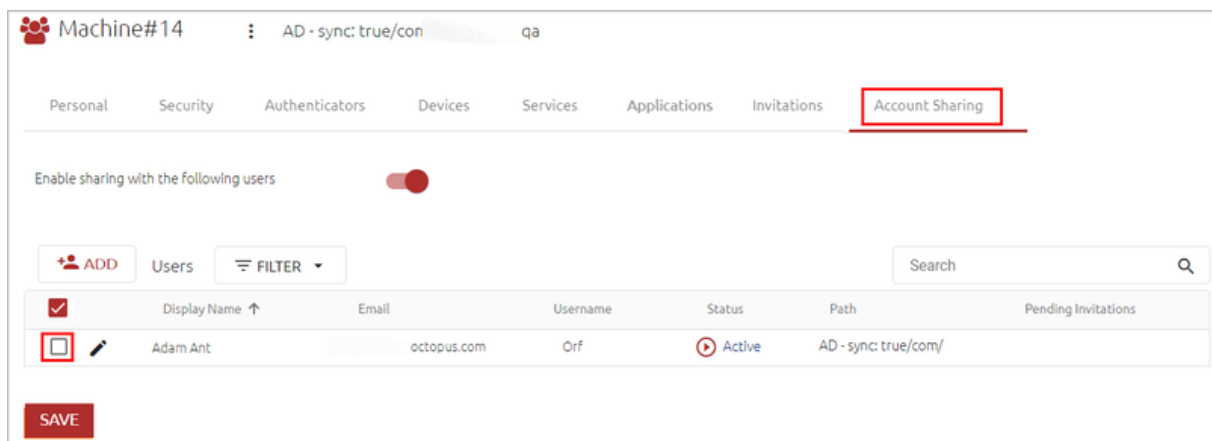 Machine#14 AD - sync: true/con qa
Personal Security Authenticators Devices Services Applications Invitations Account Sharing
Enable sharing with the following users
ADD Users FILTER Search
Display Name Email Username Status Path Pending Invitations
Adam Ant octopus.com Orf Active AD - sync: true/com/
SAVE